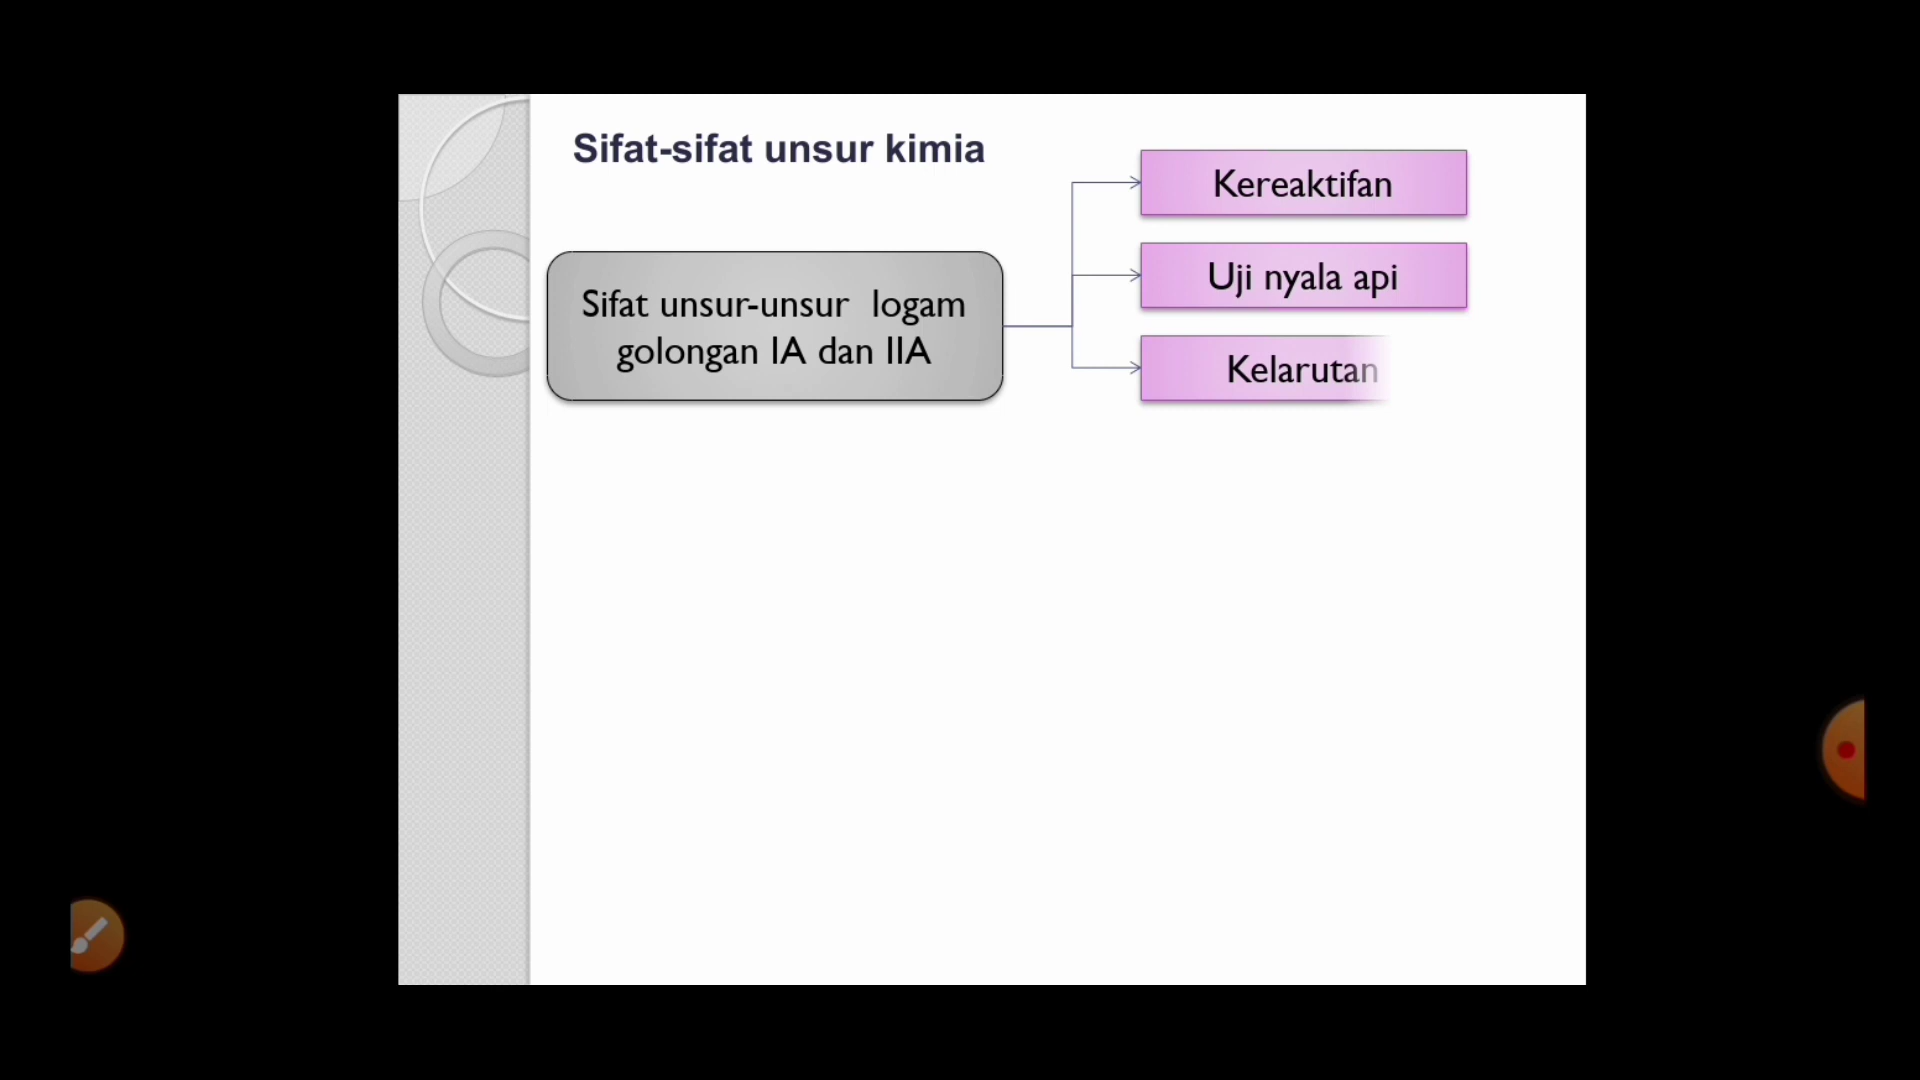 Sifat-sifat unsur kimia
Sifat unsur-unsur logam
golongan IA dan IIA
Kereaktifan
Uji nyala api
Kelarutan